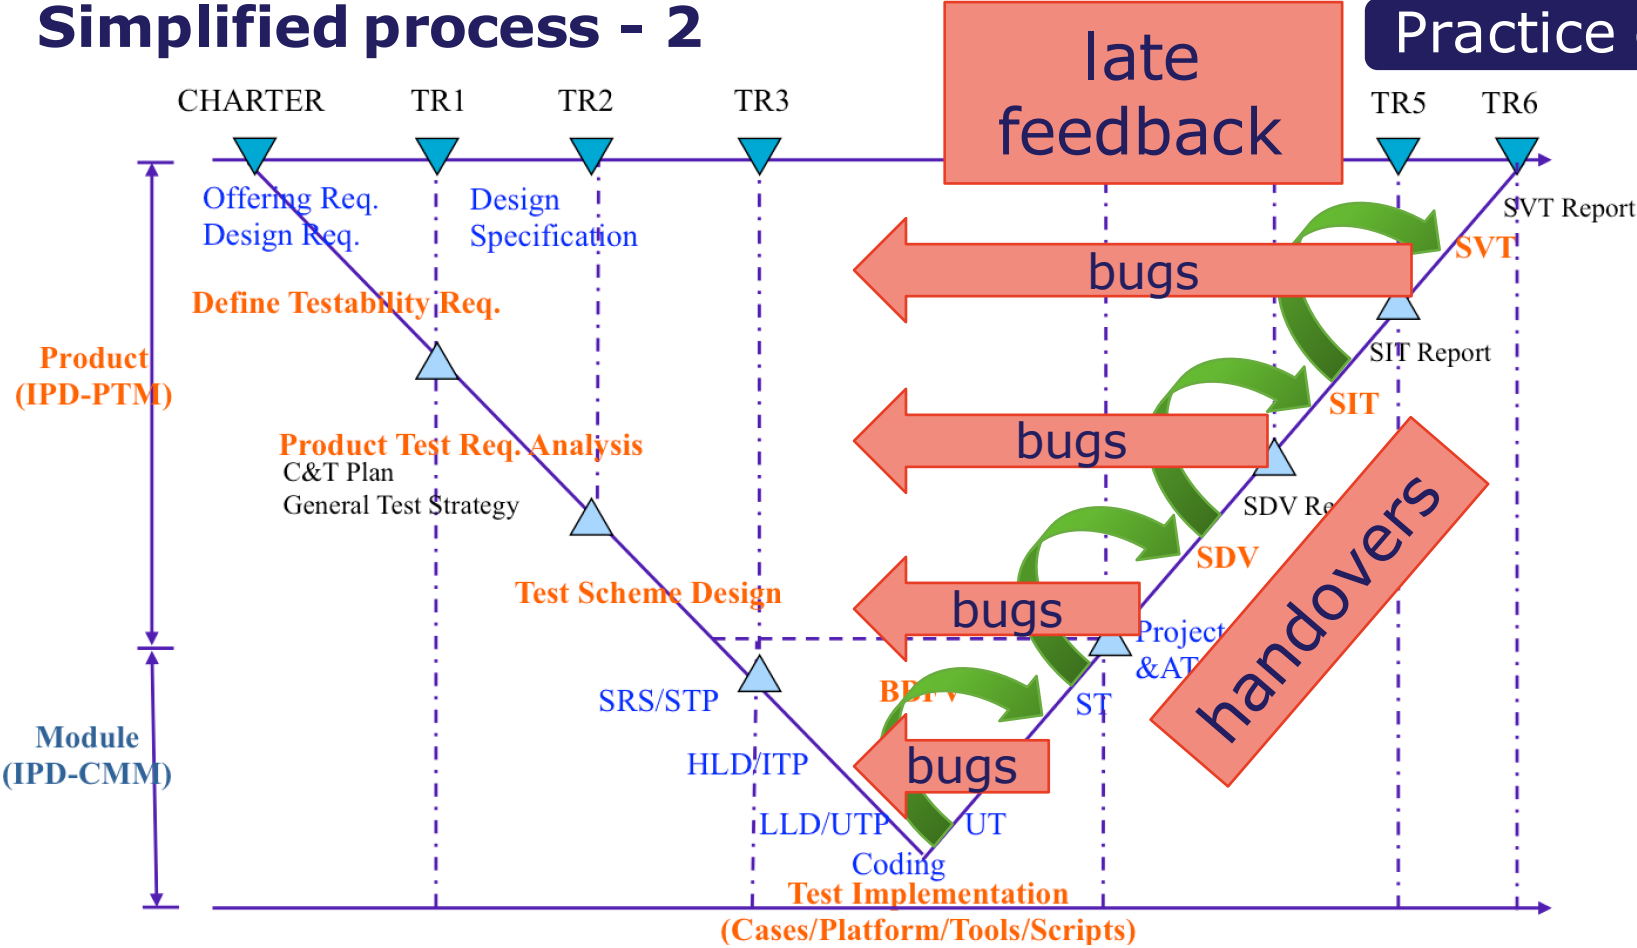 Simplified process - 2
Practice
late
feedback
CHARTER
TR1
TR2
TR3
TR5
TR6
Offering Req.
Design Req.
Design
Specification
SVT Report
SVT
bugs
Define Testability Req.
Product
(IPD-PTM)
SIT Report
SIT
bugs
Product Test Req. Analysis
C&T Plan
General Test Strategy
SDV
SDV
handovers
Test Scheme Design
bugs
Project
&AT
SRS/STP
ST
Module
(IPD-CMM)
HLD/ITP
bugs
LLD/UTP
UT
Coding
Test Implementation
(Cases/Platform/Tools/Scripts)